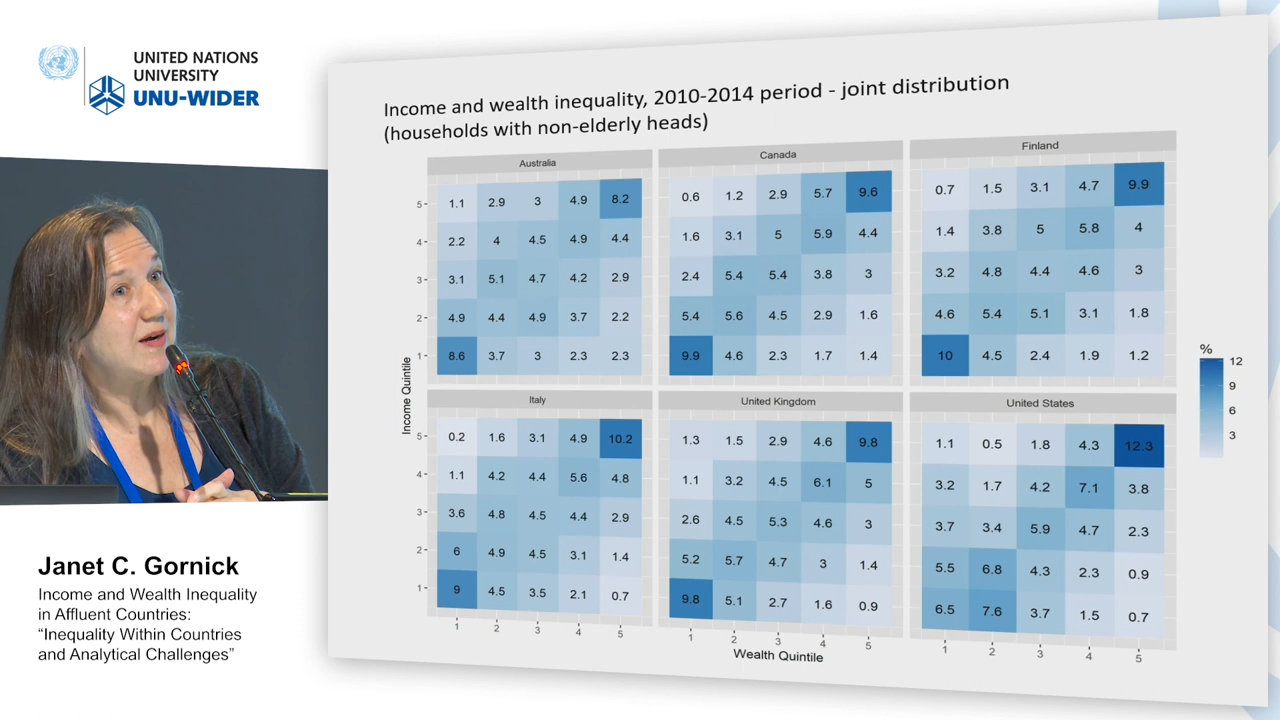 UNITED NATIONS
UNIVERSITY
UNU-WIDER
Income and wealth inequality, 2010-2014 period - joint distribution
(households with non-elderly heads)
Australia
5 1.1 2.9 3 4.9 8.2
4 2.2 4 4.5 4.9 4.4
3 3.1 5.1 4.7 4.2 2.9
2 4.9 4.4 4.9 3.7 2.2
1 8.6 3.7 3 2.3 2.3
Canada
0.6 1.2 2.9 5.7 9.6
1.6 3.1 5 5.9 4.4
2.4 5.4 5.4 3.8 3
5.4 5.6 4.5 2.9 1.6
9.9 4.6 2.3 1.7 1.4
Finland
0.7 1.5 3.1 4.7 9.9
1.4 3.8 5 5.8 4
3.2 4.8 4.4 4.6 3
4.6 5.4 5.1 3.1 1.8
10 4.5 2.4 1.9 1.2
Income Quintile
Italy
5 0.2 1.6 3.1 4.9 10.2
4 1.1 4.2 4.4 5.6 4.8
3 3.6 4.8 4.5 4.4 2.9
2 6 4.9 4.5 3.1 1.4
1 9 4.5 3.5 2.1 0.7
1 2 3 4 5
United Kingdom
1.3 1.5 2.9 4.6 9.8
1.1 3.2 4.5 6.1 5
2.6 4.5 5.3 4.6 3
5.2 5.7 4.7 3 1.4
9.8 5.1 2.7 1.6 0.9
1 2 3 4 5
United States
1.1 0.5 1.8 4.3 12.3
3.2 1.7 4.2 7.1 3.8
3.7 3.4 5.9 4.7 2.3
5.5 6.8 4.3 2.3 0.9
6.5 7.6 3.7 1.5 0.7
1 2 3 4 5
Wealth Quintile
%
12
9
6
3
Janet C. Gornick
Income and Wealth Inequality
in Affluent Countries:
“Inequality Within Countries
and Analytical Challenges”